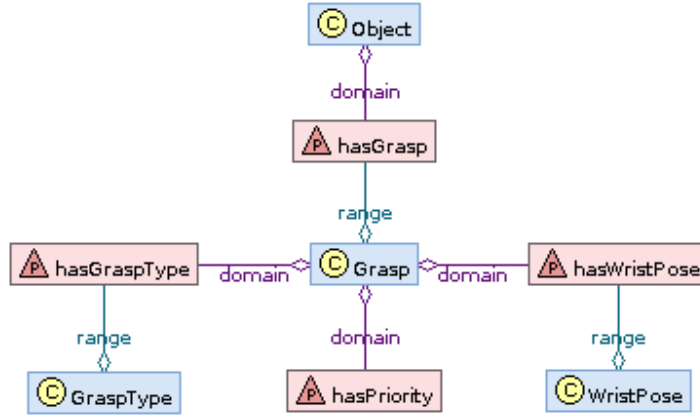 C Object
domain
P hasGrasp
range
P hasGraspType
domain
C Grasp
domain
P hasWristPose
range
domain
range
C GraspType
P hasPriority
C WristPose